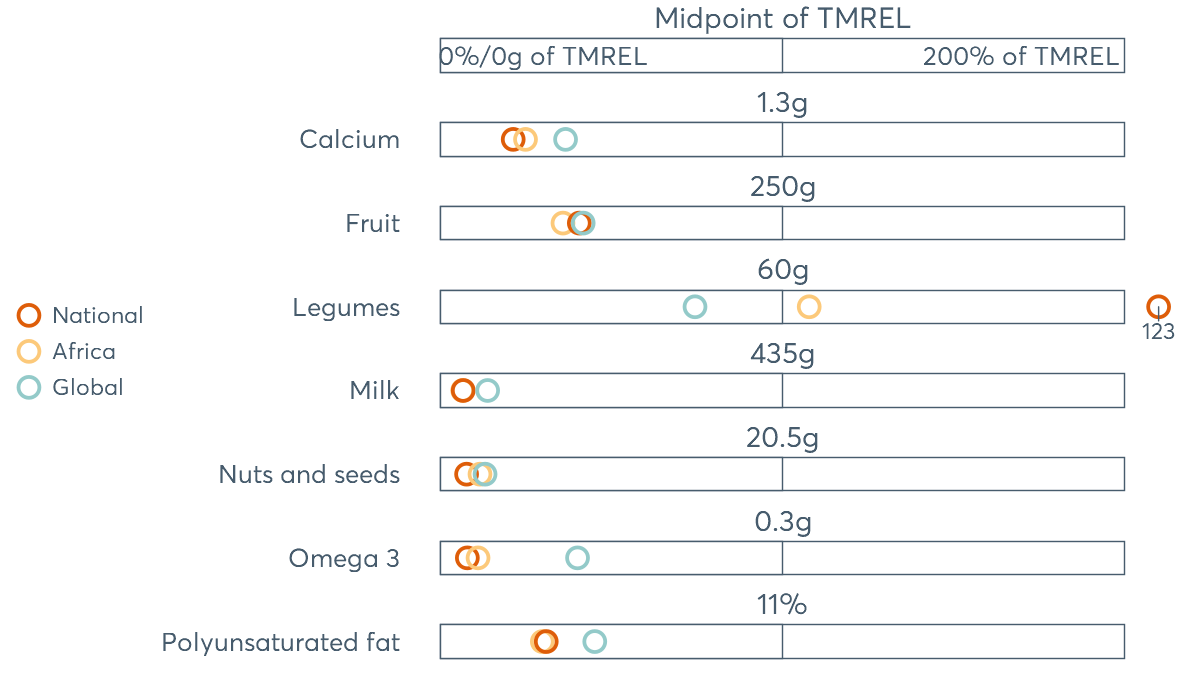 Midpoint of TMREL
0%/0g of TMREL
200% of TMREL
1.3g
Calcium
250g
Fruit
60g
Legumes
123
435g
Milk
20.5g
Nuts and seeds
0.3g
Omega 3
11%
Polyunsaturated fat
National
Africa
Global